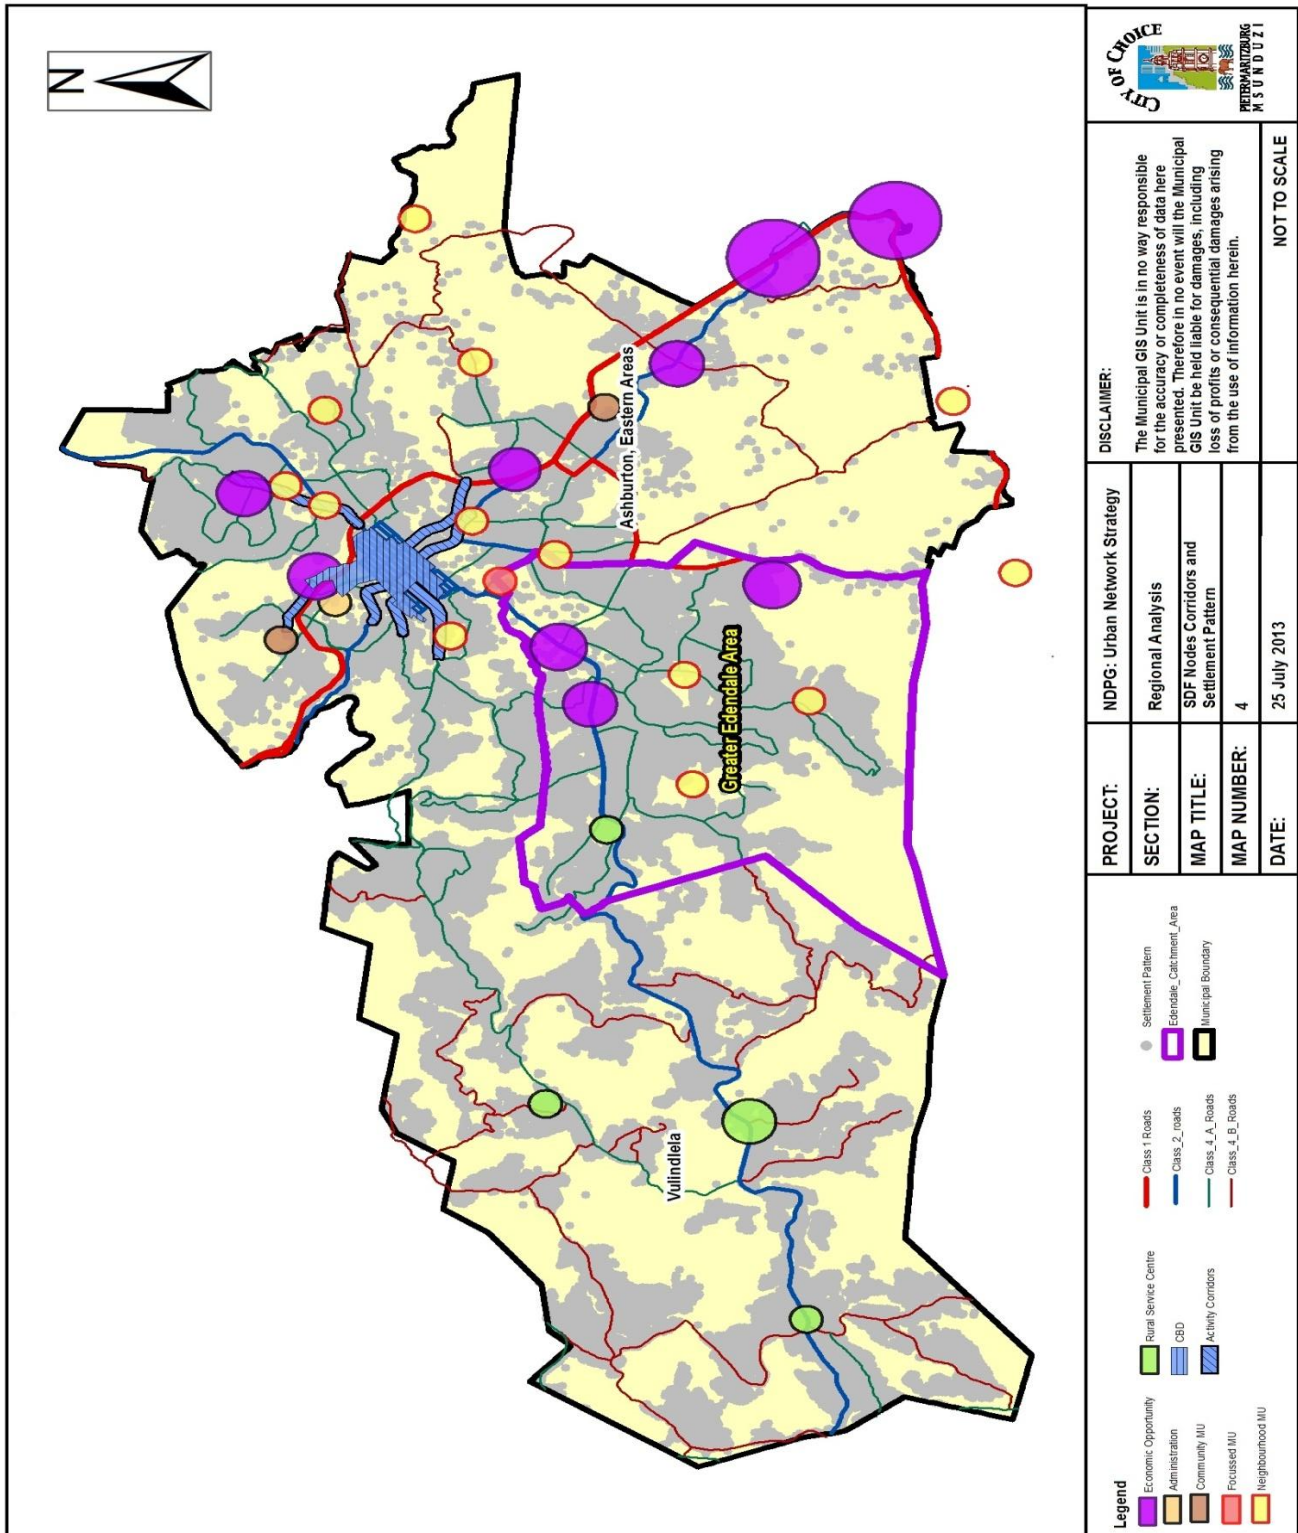 N
Ashburton, Eastern Areas
Greater Edendale Area
Vulindlela
Legend
Economic Opportunity
Administration
Community MU
Focussed MU
Neighbourhood MU
Rural Service Centre
CBD
Activity Corridors
Class 1 Roads
Class_2_roads
Class_4_A_Roads
Class_4_B_Roads
Settlement Pattern
Edendale_Catchment_Area
Municipal Boundary
PROJECT:
NDPG: Urban Network Strategy
SECTION:
Regional Analysis
MAP TITLE:
SDF Nodes Corridors and
Settlement Pattern
MAP NUMBER:
4
DATE:
25 July 2013
DISCLAIMER:
The Municipal GIS Unit is in no way responsible
for the accuracy or completeness of data here
presented. Therefore in no event will the Municipal
GIS Unit be held liable for damages, including
loss of profits or consequential damages arising
from the use of information herein.
NOT TO SCALE
CITY OF CHOICE
PIETERMARITZBURG
MSUNDUZI